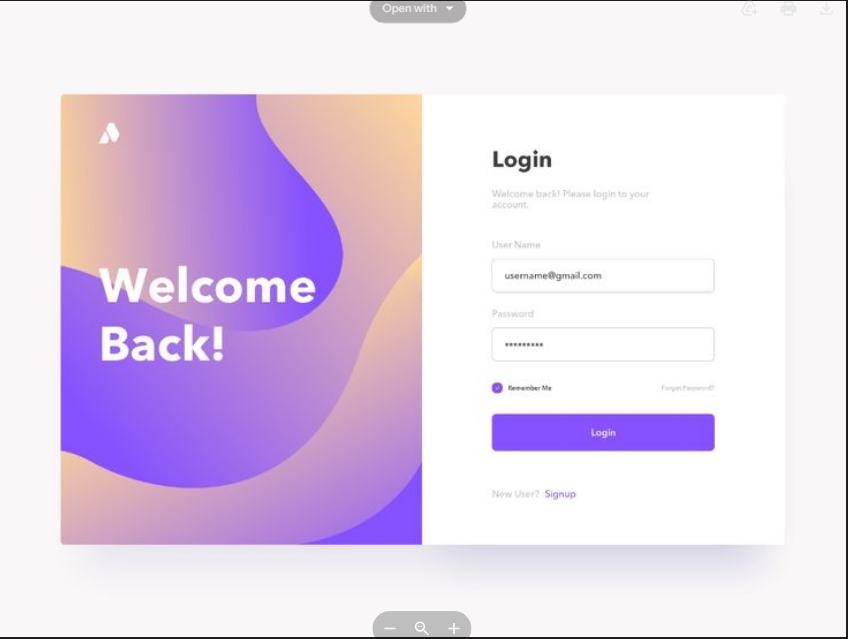 Open with
Welcome
Back!
Login
Welcome back! Please login to your
account.
User Name
username@gmail.com
Password
*********
Remember Me
Forgot Password?
Login
New User? Signup